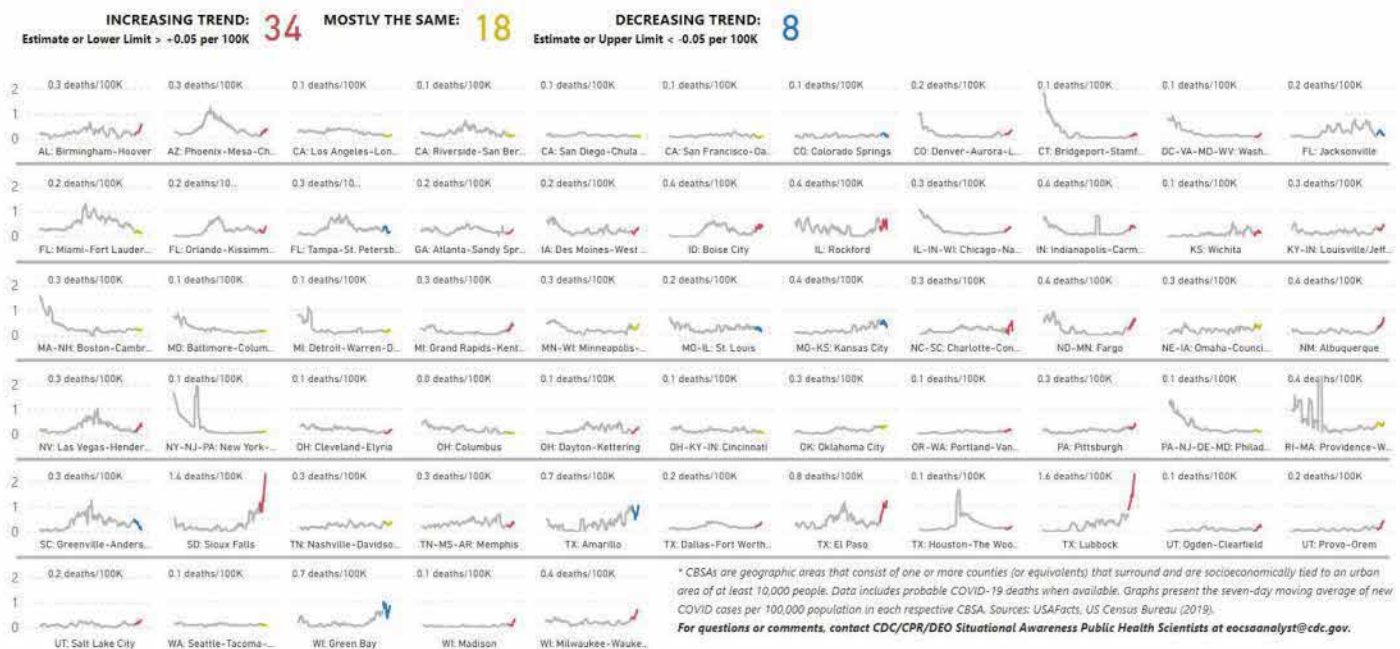 INCREASING TREND: 34 MOSTLY THE SAME: 18 DECREASING TREND: 8
Estimate or Lower Limit > +0.05 per 100K Estimate or Upper Limit < -0.05 per 100K
0.3 deaths/100K 0.3 deaths/100K 0.1 deaths/100K 0.1 deaths/100K 0.1 deaths/100K 0.1 deaths/100K 0.1 deaths/100K 0.2 deaths/100K 0.1 deaths/100K 0.1 deaths/100K 0.2 deaths/100K
2
1
0
AL: Birmingham-Hoover AZ: Phoenix-Mesa-Ch... CA: Los Angeles-Lon... CA: Riverside-San Ber... CA: San Diego-Chula ... CA: San Francisco-Oa... CO: Colorado Springs CO: Denver-Aurora-L... CT: Bridgeport-Stamf... DC-VA-MD-WV: Wash... FL: Jacksonville
0.2 deaths/100K 0.2 deaths/10... 0.3 deaths/10... 0.2 deaths/100K 0.2 deaths/100K 0.4 deaths/100K 0.4 deaths/100K 0.3 deaths/100K 0.4 deaths/100K 0.1 deaths/100K 0.3 deaths/100K
2
1
0
FL: Miami-Fort Lauder... FL: Orlando-Kissimm... FL: Tampa-St. Petersb... GA: Atlanta-Sandy Spr... IA: Des Moines-West ... ID: Boise City IL: Rockford IL-IN-WI: Chicago-Na... IN: Indianapolis-Carm... KS: Wichita KY-IN: Louisville/Jeff...
0.3 deaths/100K 0.1 deaths/100K 0.1 deaths/100K 0.3 deaths/100K 0.3 deaths/100K 0.2 deaths/100K 0.4 deaths/100K 0.3 deaths/100K 0.4 deaths/100K 0.3 deaths/100K 0.4 deaths/100K
2
1
0
MA-NH: Boston-Cambr... MD: Baltimore-Colum... MI: Detroit-Warren-D... MI: Grand Rapids-Kent... MN-WI: Minneapolis-... MO-IL: St. Louis MO-KS: Kansas City NC-SC: Charlotte-Con... ND-MN: Fargo NE-IA: Omaha-Counci... NM: Albuquerque
0.3 deaths/100K 0.1 deaths/100K 0.1 deaths/100K 0.0 deaths/100K 0.1 deaths/100K 0.2 deaths/100K 0.3 deaths/100K 0.1 deaths/100K 0.3 deaths/100K 0.1 deaths/100K 0.4 deaths/100K
2
1
0
NV: Las Vegas-Hender... NY-NJ-PA: New York-... OH: Cleveland-Elyria OH: Columbus OH: Dayton-Kettering OH-KY-IN: Cincinnati OK: Oklahoma City OR-WA: Portland-Van... PA: Pittsburgh PA-NJ-DE-MD: Philad... RI-MA: Providence-W...
0.3 deaths/100K 1.4 deaths/100K 0.3 deaths/100K 0.3 deaths/100K 0.7 deaths/100K 0.2 deaths/100K 0.8 deaths/100K 0.1 deaths/100K 1.6 deaths/100K 0.1 deaths/100K 0.2 deaths/100K
2
1
0
SC: Greenville-Anders... SD: Sioux Falls TN: Nashville-Davidso... TN-MS-AR: Memphis TX: Amarillo TX: Dallas-Fort Worth... TX: El Paso TX: Houston-The Woo... TX: Lubbock UT: Ogden-Clearfield UT: Provo-Orem
0.2 deaths/100K 0.1 deaths/100K 0.7 deaths/100K 0.1 deaths/100K 0.4 deaths/100K
2
1
0
UT: Salt Lake City WA: Seattle-Tacoma-... WI: Green Bay WI: Madison WI: Milwaukee-Wauke...
* CBSAs are geographic areas that consist of one or more counties (or equivalents) that surround and are socioeconomically tied to an urban
area of at least 10,000 people. Data includes probable COVID-19 deaths when available. Graphs present the seven-day moving average of new
COVID cases per 100,000 population in each respective CBSA. Sources: USAFacts, US Census Bureau (2019).
For questions or comments, contact CDC/CPR/DEO Situational Awareness Public Health Scientists at eocsaanalyst@cdc.gov.